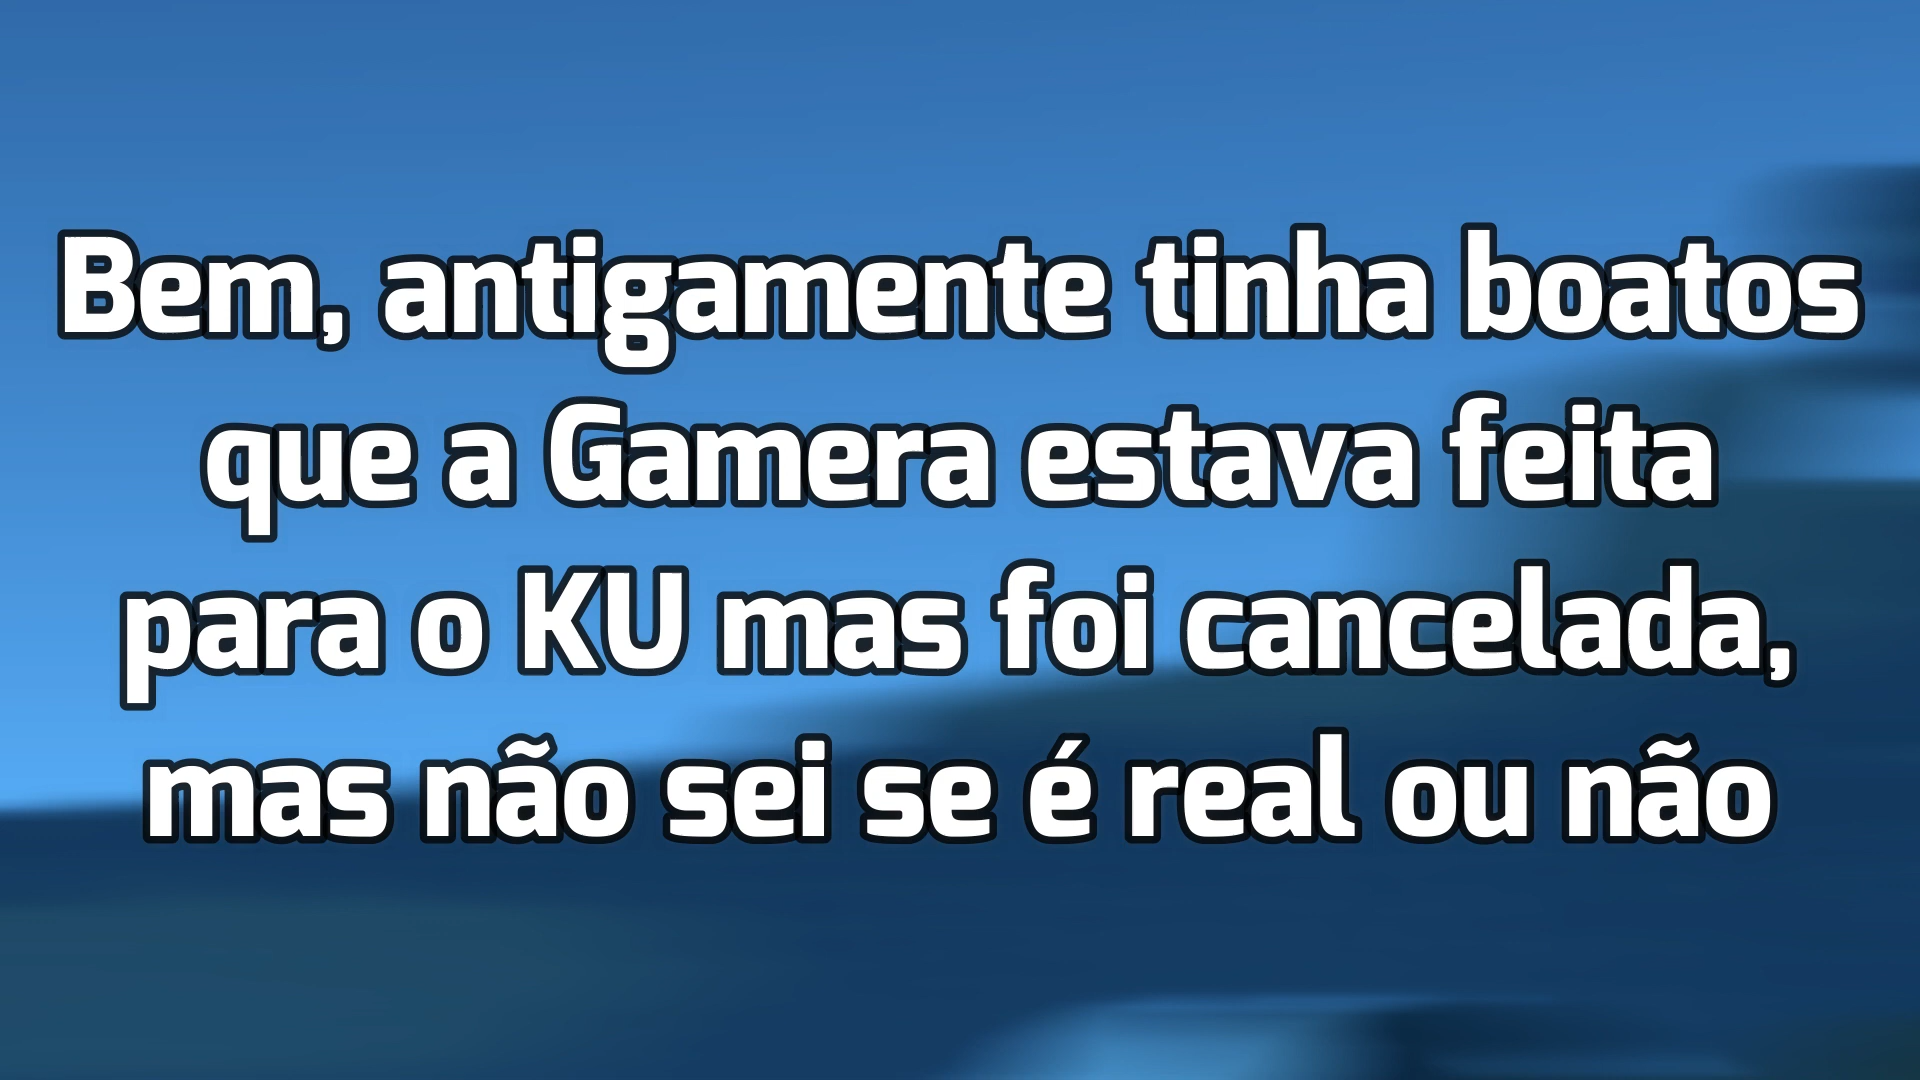 Bem, antigamente tinha boatos
que a Gamera estava feita
para o KU mas foi cancelada,
mas não sei se é real ou não